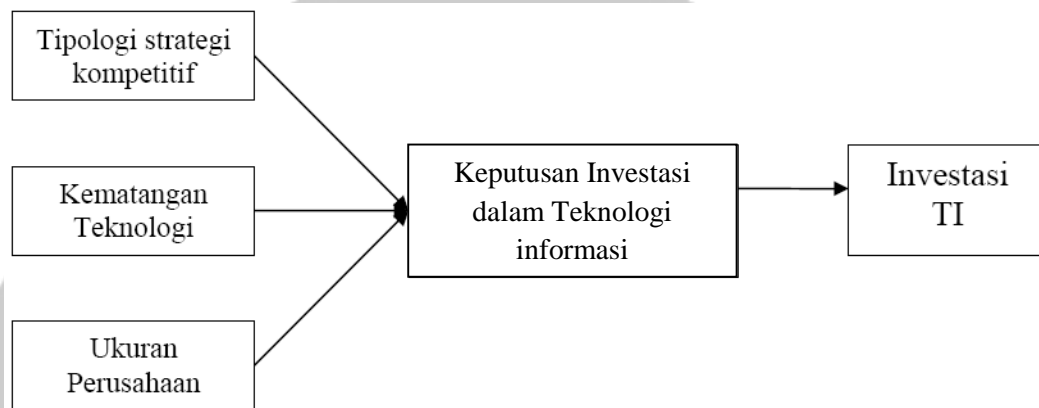 Tipologi strategi
kompetitif
Kematangan
Teknologi
Ukuran
Perusahaan
Keputusan Investasi
dalam Teknologi
informasi
Investasi
TI